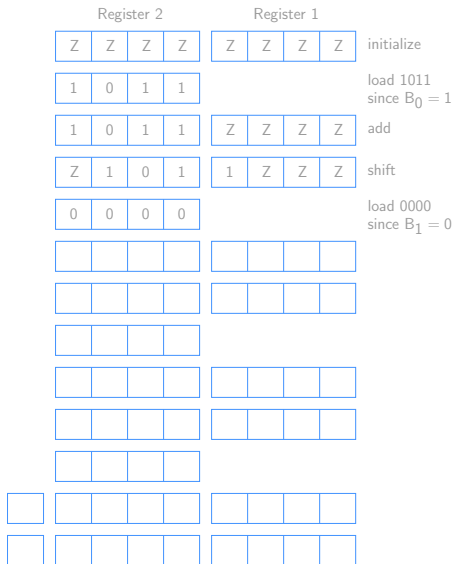 Register 2 Register 1
Z Z Z Z Z Z Z Z initialize
1 0 1 1 load 1011
since B0 = 1
1 0 1 1 Z Z Z Z add
Z 1 0 1 1 Z Z Z shift
0 0 0 0 load 0000
since B1 = 0